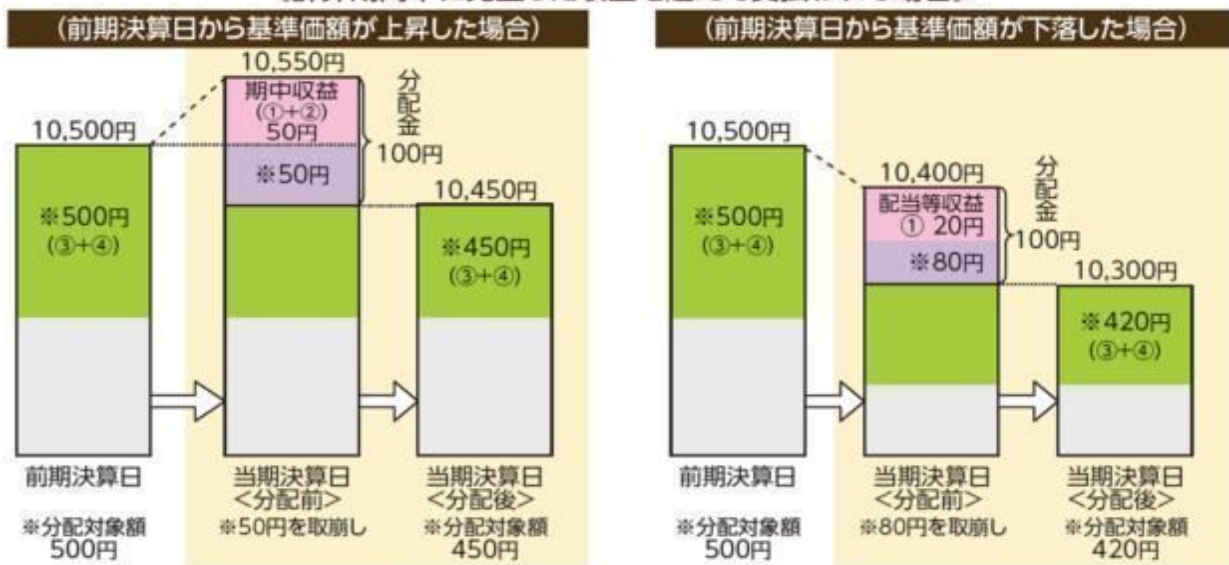 (前期決算日から基準価額が上昇した場合)
10,550円
期中収益
(①+②)
50円
※50円
分配金
100円
10,500円
※500円
(③+④)
10,450円
※450円
(③+④)
前期決算日
当期決算日
<分配前>
当期決算日
<分配後>
※分配対象額
500円
※50円を取崩し
※分配対象額
450円
(前期決算日から基準価額が下落した場合)
10,500円
※500円
(③+④)
10,400円
配当等収益
① 20円
※80円
分配金
100円
10,300円
※420円
(③+④)
前期決算日
当期決算日
<分配前>
当期決算日
<分配後>
※分配対象額
500円
※80円を取崩し
※分配対象額
420円